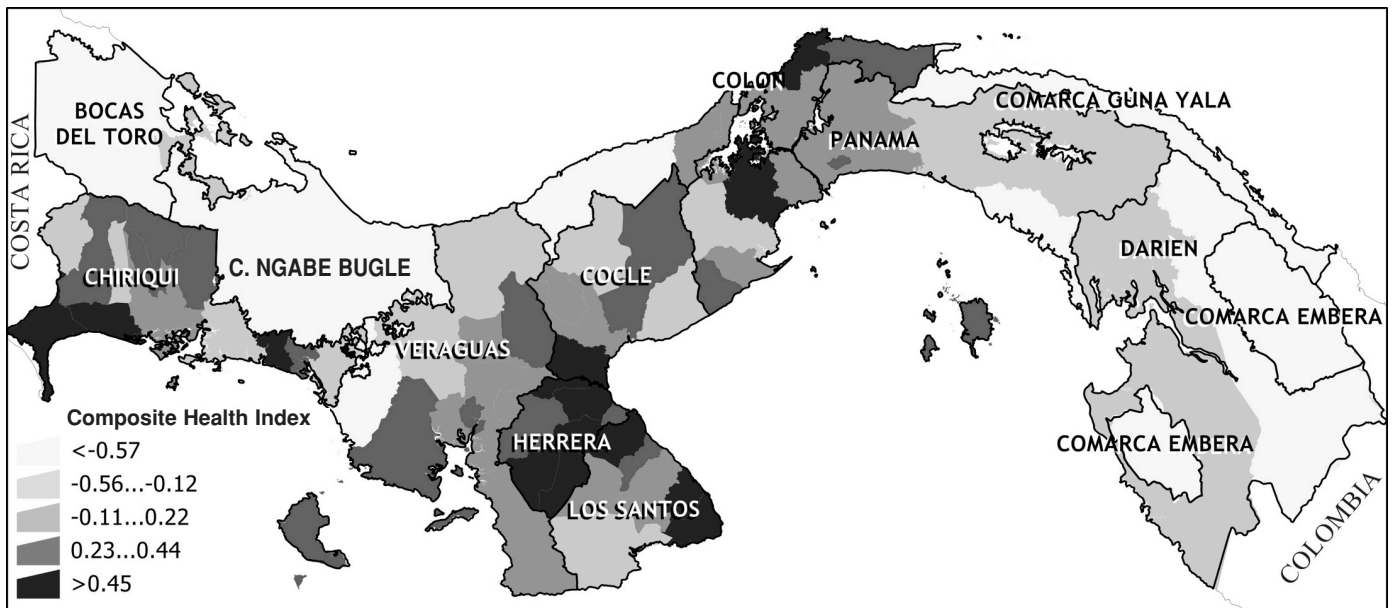 COSTA RICA
BOCAS
DEL TORO
CHIRIQUI
C. NGABE BUGLE
VERAGUAS
COCLE
COLON
PANAMA
COMARCA GÙNA YALA
DARIEN
COMARCA EMBERA
COMARCA EMBERA
HERRERA
LOS SANTOS
COLOMBIA
Composite Health Index
<-0.57
-0.56...-0.12
-0.11...0.22
0.23...0.44
>0.45